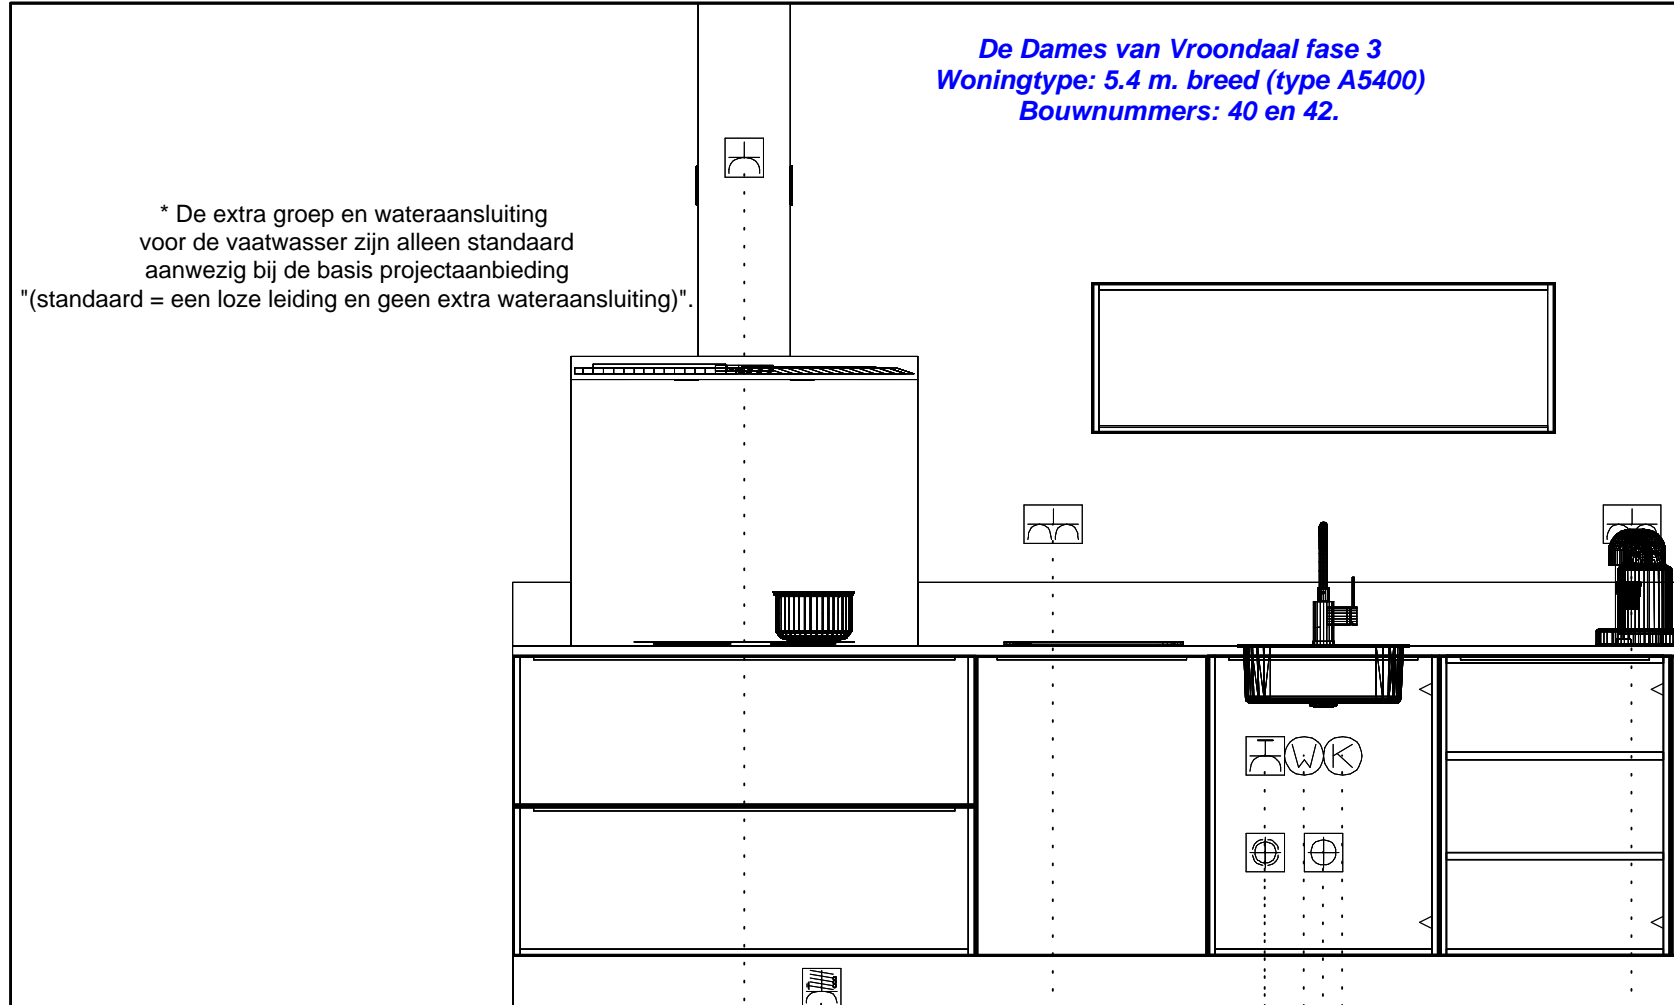 De Dames van Vroondaal fase 3
Woningtype: 5.4 m. breed (type A5400)
Bouwnummers: 40 en 42.
* De extra groep en wateraansluiting
voor de vaatwasser zijn alleen standaard
aanwezig bij de basis projectaanbieding
"(standaard = een loze leiding en geen extra wateraansluiting)".
W K